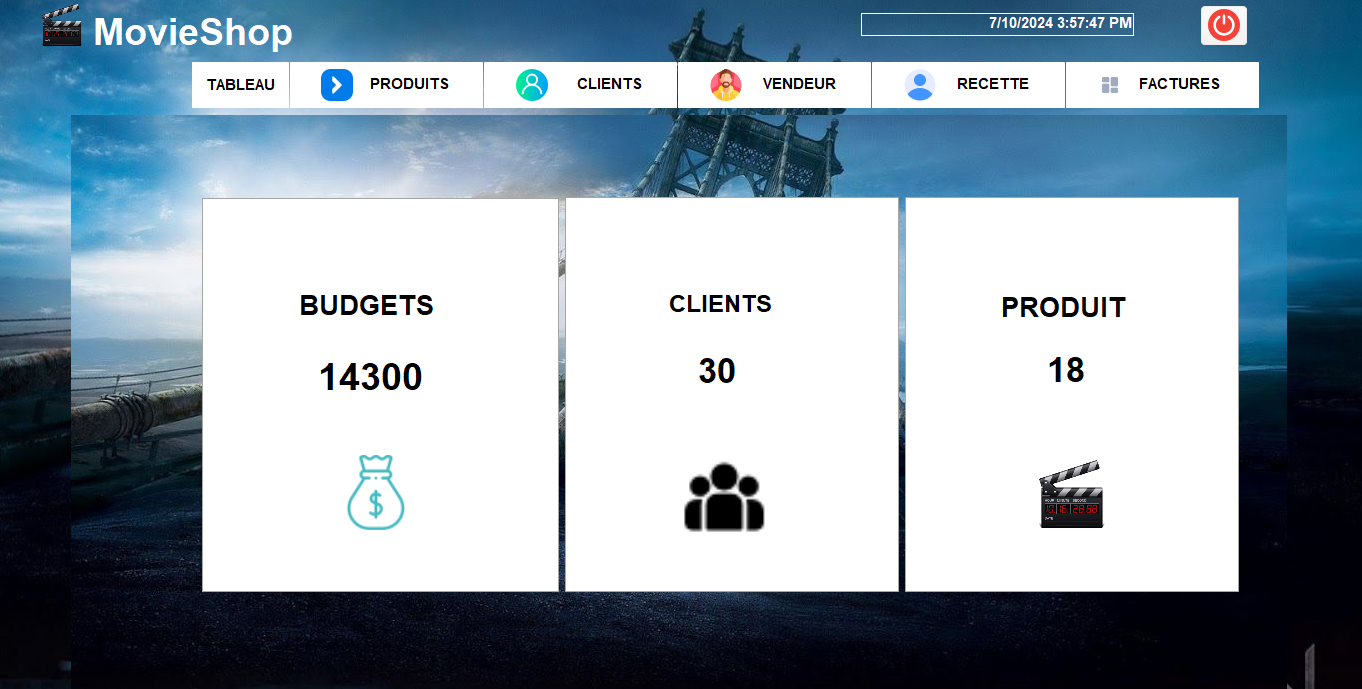 MovieShop
7/10/2024 3:57:47 PM
TABLEAU
PRODUITS
CLIENTS
VENDEUR
RECETTE
FACTURES
BUDGETS
14300
$
CLIENTS
30
PRODUIT
18